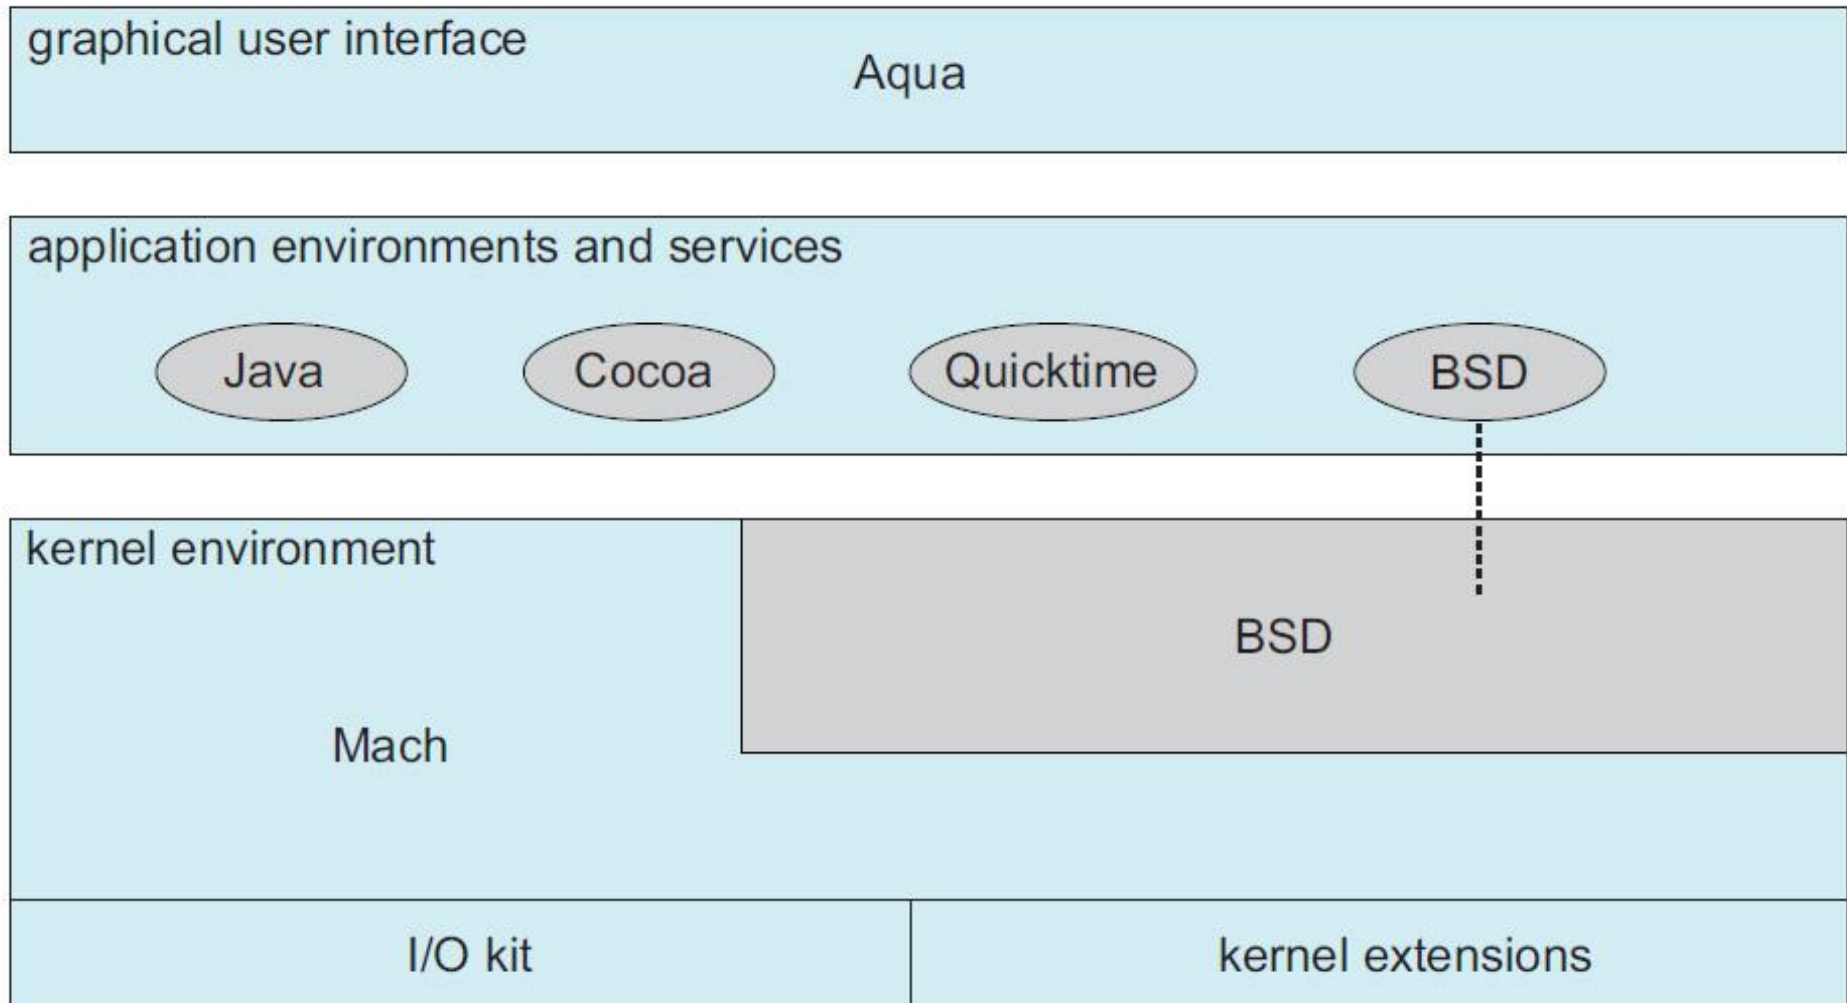 graphical user interface
Aqua
application environments and services
Java
Cocoa
Quicktime
BSD
kernel environment
BSD
Mach
I/O kit
kernel extensions